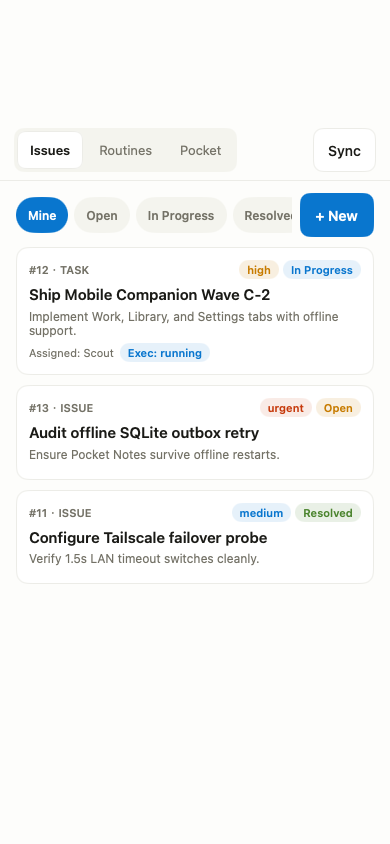 Issues Routines Pocket Sync
Mine Open In Progress Resolved + New
#12 · TASK high In Progress
Ship Mobile Companion Wave C-2
Implement Work, Library, and Settings tabs with offline
support.
Assigned: Scout Exec: running
#13 · ISSUE urgent Open
Audit offline SQLite outbox retry
Ensure Pocket Notes survive offline restarts.
#11 · ISSUE medium Resolved
Configure Tailscale failover probe
Verify 1.5s LAN timeout switches cleanly.